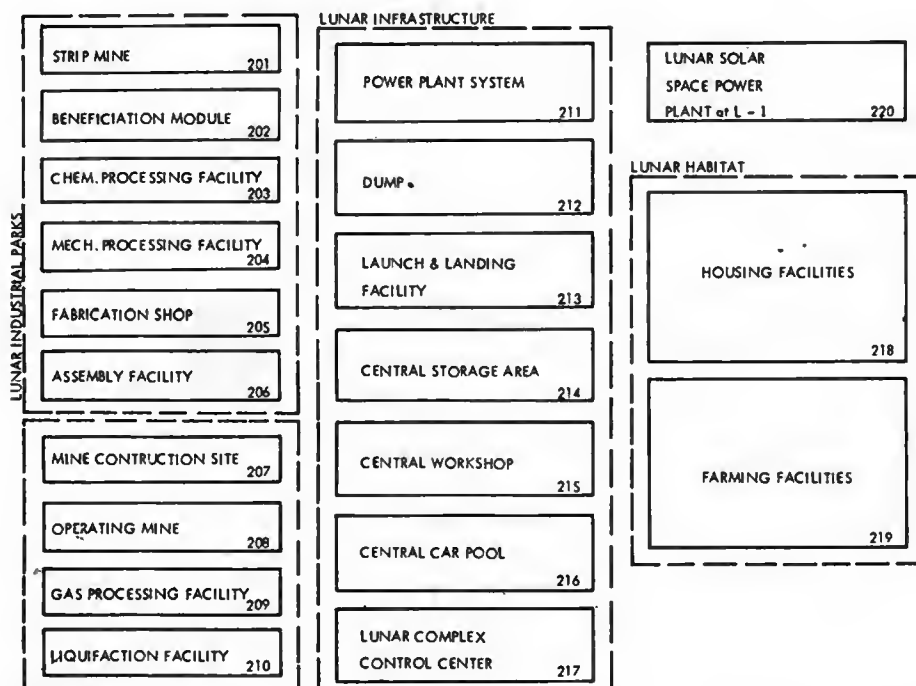 LUNAR INDUSTRIAL PARKS
STRIP MINE
201
BENEFICIATION MODULE
202
CHEM. PROCESSING FACILITY
203
MECH. PROCESSING FACILITY
204
FABRICATION SHOP
205
ASSEMBLY FACILITY
206
MINE CONTRUCTION SITE
207
OPERATING MINE
208
GAS PROCESSING FACILITY
209
LIQUIFACTION FACILITY
210
LUNAR INFRASTRUCTURE
POWER PLANT SYSTEM
211
DUMP
212
LAUNCH & LANDING
FACILITY
213
CENTRAL STORAGE AREA
214
CENTRAL WORKSHOP
215
CENTRAL CAR POOL
216
LUNAR COMPLEX
CONTROL CENTER
217
LUNAR SOLAR
SPACE POWER
PLANT at L - 1
220
LUNAR HABITAT
HOUSING FACILITIES
218
FARMING FACILITIES
219